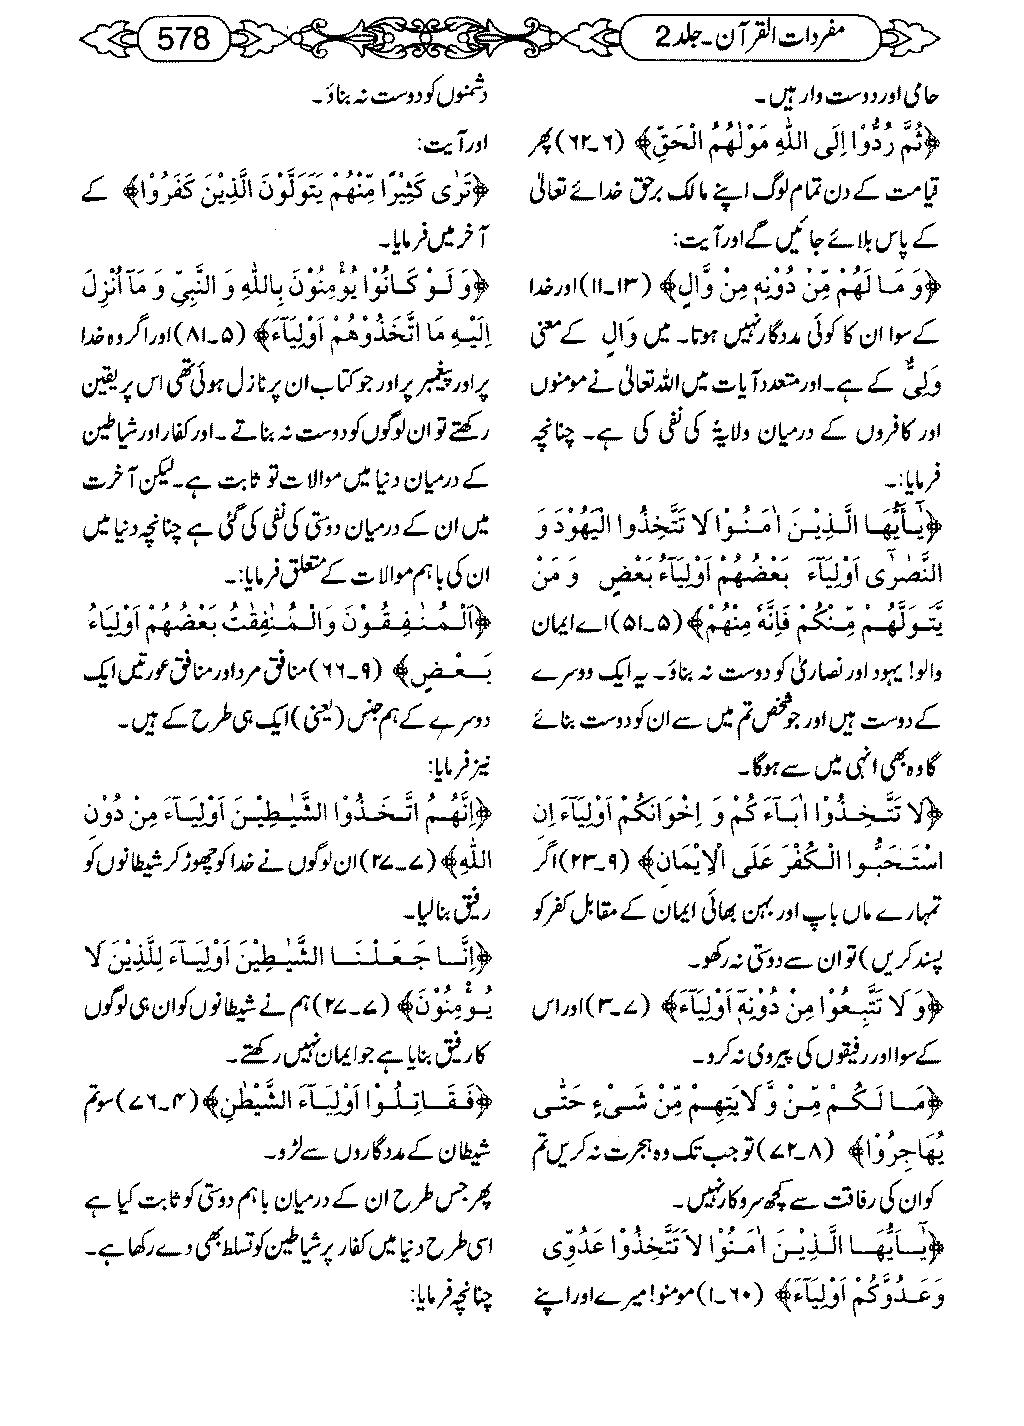 مفردات القرآن۔جلد 2
578
حامی اور دوست وار ہیں۔
﴿ثُمَّ رُدُّوْٓا اِلَى اللّٰهِ مَوْلٰهُمُ الْحَقِّ﴾ (۶۔۶۲) پھر
قیامت کے دن تمام لوگ اپنے مالک برحق خدائے تعالیٰ
کے پاس بلائے جائیں گے اور آیت:
﴿وَ مَا لَهُمْ مِّنْ دُوْنِهٖ مِنْ وَّالٍ﴾ (۱۳۔۱۱) اور خدا
کے سوا ان کا کوئی مددگار نہیں ہوتا۔ میں وَالٍ کے معنی
وَلِیٌّ کے ہے۔ اور متعدد آیات میں اللہ تعالیٰ نے مومنوں
اور کافروں کے درمیان ولایۃ کی نفی کی ہے۔ چنانچہ
فرمایا:۔
﴿يٰٓاَيُّهَا الَّذِيْنَ اٰمَنُوْا لَا تَتَّخِذُوا الْيَهُوْدَ وَ
النَّصٰرٰٓى اَوْلِيَآءَ بَعْضُهُمْ اَوْلِيَآءُ بَعْضٍ وَ مَنْ
يَّتَوَلَّهُمْ مِّنْكُمْ فَاِنَّهٗ مِنْهُمْ﴾ (۵۔۵۱) اے ایمان
والو! یہود اور نصاریٰ کو دوست نہ بناؤ۔ یہ ایک دوسرے
کے دوست ہیں اور جو شخص تم میں سے ان کو دوست بنائے
گا وہ بھی انہی میں سے ہوگا۔
﴿لَا تَتَّخِذُوْٓا اٰبَآءَكُمْ وَ اِخْوَانَكُمْ اَوْلِيَآءَ اِنِ
اسْتَحَبُّوا الْكُفْرَ عَلَى الْاِيْمَانِ﴾ (۹۔۲۳) اگر
تمہارے ماں باپ اور بہن بھائی ایمان کے مقابل کفر کو
پسند کریں) تو ان سے دوستی نہ رکھو۔
﴿وَ لَا تَتَّبِعُوْا مِنْ دُوْنِهٖٓ اَوْلِيَآءَ﴾ (۷۔۳) اور اس
کے سوا اور رفیقوں کی پیروی نہ کرو۔
﴿مَا لَكُمْ مِّنْ وَّلَايَتِهِمْ مِّنْ شَيْءٍ حَتّٰى
يُهَاجِرُوْا﴾ (۸۔۷۲) تو جب تک وہ ہجرت نہ کریں تم
کو ان کی رفاقت سے کچھ سروکار نہیں۔
﴿يٰٓاَيُّهَا الَّذِيْنَ اٰمَنُوْا لَا تَتَّخِذُوْا عَدُوِّيْ
وَعَدُوَّكُمْ اَوْلِيَآءَ﴾ (۶۰۔۱) مومنو! میرے اور اپنے
دشمنوں کو دوست نہ بناؤ۔
اور آیت:
﴿تَرٰى كَثِيْرًا مِّنْهُمْ يَتَوَلَّوْنَ الَّذِيْنَ كَفَرُوْا﴾ کے
آخر میں فرمایا۔
﴿وَ لَوْ كَانُوْا يُؤْمِنُوْنَ بِاللّٰهِ وَ النَّبِيِّ وَ مَآ اُنْزِلَ
اِلَيْهِ مَا اتَّخَذُوْهُمْ اَوْلِيَآءَ﴾ (۵۔۸۱) اور اگر وہ خدا
پر اور پیغمبر پر اور جو کتاب ان پر نازل ہوئی تھی اس پر یقین
رکھتے تو ان لوگوں کو دوست نہ بناتے۔ اور کفار اور شیاطین
کے درمیان دنیا میں موالات تو ثابت ہے۔ لیکن آخرت
میں ان کے درمیان دوستی کی نفی کی گئی ہے چنانچہ دنیا میں
ان کی باہم موالات کے متعلق فرمایا:۔
﴿اَلْمُنٰفِقُوْنَ وَالْمُنٰفِقٰتُ بَعْضُهُمْ اَوْلِيَآءُ
بَعْضٍ﴾ (۹۔۶۶) منافق مرد اور منافق عورتیں ایک
دوسرے کے ہم جنس (یعنی) ایک ہی طرح کے ہیں۔
نیز فرمایا:
﴿اِنَّهُمُ اتَّخَذُوا الشَّيٰطِيْنَ اَوْلِيَآءَ مِنْ دُوْنِ
اللّٰهِ﴾ (۷۔۲۷) ان لوگوں نے خدا کو چھوڑ کر شیطانوں کو
رفیق بنا لیا۔
﴿اِنَّا جَعَلْنَا الشَّيٰطِيْنَ اَوْلِيَآءَ لِلَّذِيْنَ لَا
يُؤْمِنُوْنَ﴾ (۷۔۲۷) ہم نے شیطانوں کو ان ہی لوگوں
کا رفیق بنایا ہے جو ایمان نہیں رکھتے۔
﴿فَقَاتِلُوْٓا اَوْلِيَآءَ الشَّيْطٰنِ﴾ (۴۔۷۶) سو تم
شیطان کے مددگاروں سے لڑو۔
پھر جس طرح ان کے درمیان باہم دوستی کو ثابت کیا ہے
اسی طرح دنیا میں کفار پر شیاطین کو تسلط بھی دے رکھا ہے۔
چنانچہ فرمایا: